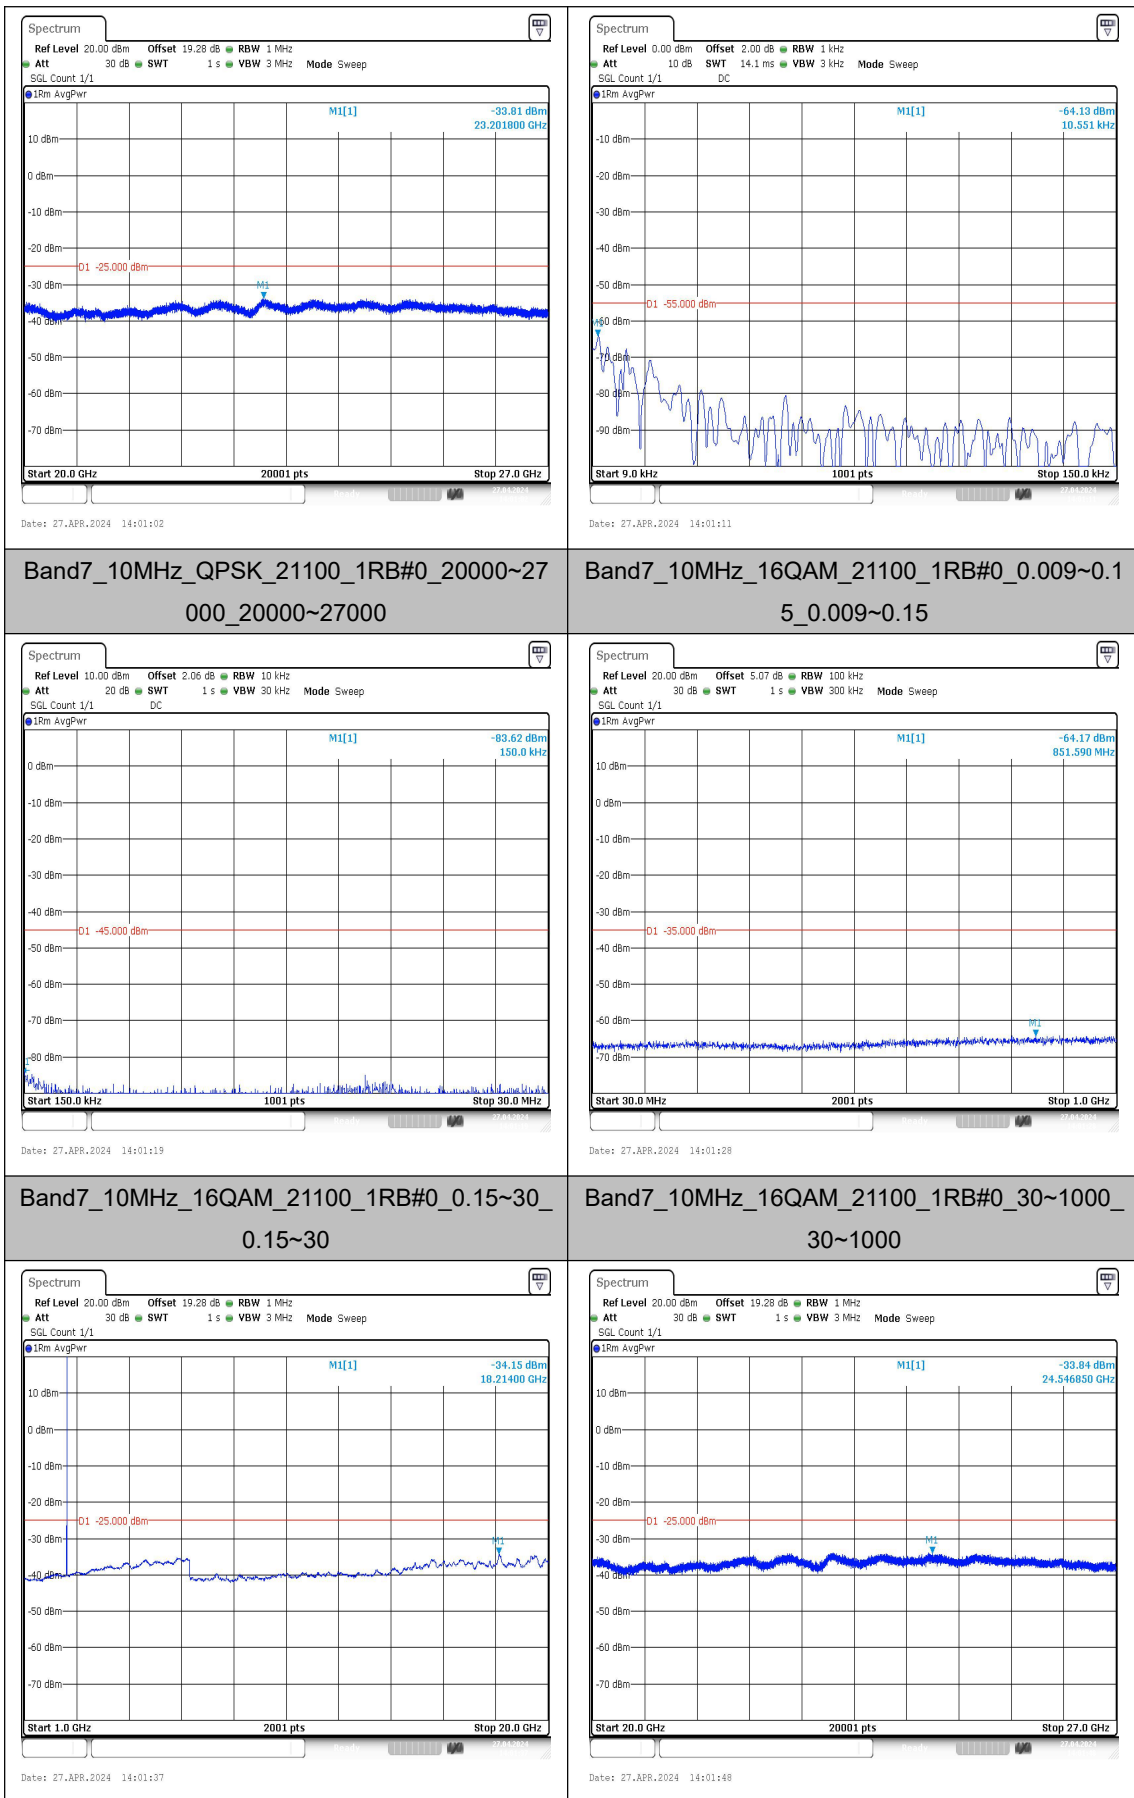 Spectrum
Ref Level 20.00 dBm Offset 19.28 dB RBW 1 MHz
Att 30 dB SWT 1 s VBW 3 MHz Mode Sweep
SGL Count 1/1
1Rm AvgPwr
M1[1] -33.81 dBm
23.201800 GHz
10 dBm
0 dBm
-10 dBm
-20 dBm
D1 -25.000 dBm
M1
-30 dBm
-40 dBm
-50 dBm
-60 dBm
-70 dBm
Start 20.0 GHz 20001 pts Stop 27.0 GHz
27.04.2024
Date: 27.APR.2024 14:01:02
Spectrum
Ref Level 0.00 dBm Offset 2.00 dB RBW 1 kHz
Att 10 dB SWT 14.1 ms VBW 3 kHz Mode Sweep
SGL Count 1/1 DC
1Rm AvgPwr
M1[1] -64.13 dBm
10.551 kHz
-10 dBm
-20 dBm
-30 dBm
-40 dBm
-50 dBm
D1 -55.000 dBm
-60 dBm
-70 dBm
-80 dBm
-90 dBm
Start 9.0 kHz 1001 pts Stop 150.0 kHz
27.04.2024
Date: 27.APR.2024 14:01:11
Band7_10MHz_QPSK_21100_1RB#0_20000~27
000_20000~27000
Band7_10MHz_16QAM_21100_1RB#0_0.009~0.1
5_0.009~0.15
Spectrum
Ref Level 10.00 dBm Offset 2.06 dB RBW 10 kHz
Att 20 dB SWT 1 s VBW 30 kHz Mode Sweep
SGL Count 1/1 DC
1Rm AvgPwr
M1[1] -83.62 dBm
150.0 kHz
0 dBm
-10 dBm
-20 dBm
-30 dBm
-40 dBm
D1 -45.000 dBm
-50 dBm
-60 dBm
-70 dBm
-80 dBm
Start 150.0 kHz 1001 pts Stop 30.0 MHz
27.04.2024
Date: 27.APR.2024 14:01:19
Spectrum
Ref Level 20.00 dBm Offset 5.07 dB RBW 100 kHz
Att 30 dB SWT 1 s VBW 300 kHz Mode Sweep
SGL Count 1/1
1Rm AvgPwr
M1[1] -64.17 dBm
851.590 MHz
10 dBm
0 dBm
-10 dBm
-20 dBm
-30 dBm
D1 -35.000 dBm
-40 dBm
-50 dBm
-60 dBm
M1
-70 dBm
Start 30.0 MHz 2001 pts Stop 1.0 GHz
27.04.2024
Date: 27.APR.2024 14:01:28
Band7_10MHz_16QAM_21100_1RB#0_0.15~30_
0.15~30
Band7_10MHz_16QAM_21100_1RB#0_30~1000_
30~1000
Spectrum
Ref Level 20.00 dBm Offset 19.28 dB RBW 1 MHz
Att 30 dB SWT 1 s VBW 3 MHz Mode Sweep
SGL Count 1/1
1Rm AvgPwr
M1[1] -34.15 dBm
18.21400 GHz
10 dBm
0 dBm
-10 dBm
-20 dBm
D1 -25.000 dBm
-30 dBm
M1
-40 dBm
-50 dBm
-60 dBm
-70 dBm
Start 1.0 GHz 2001 pts Stop 20.0 GHz
27.04.2024
Date: 27.APR.2024 14:01:37
Spectrum
Ref Level 20.00 dBm Offset 19.28 dB RBW 1 MHz
Att 30 dB SWT 1 s VBW 3 MHz Mode Sweep
SGL Count 1/1
1Rm AvgPwr
M1[1] -33.84 dBm
24.546850 GHz
10 dBm
0 dBm
-10 dBm
-20 dBm
D1 -25.000 dBm
-30 dBm
M1
-40 dBm
-50 dBm
-60 dBm
-70 dBm
Start 20.0 GHz 20001 pts Stop 27.0 GHz
27.04.2024
Date: 27.APR.2024 14:01:48